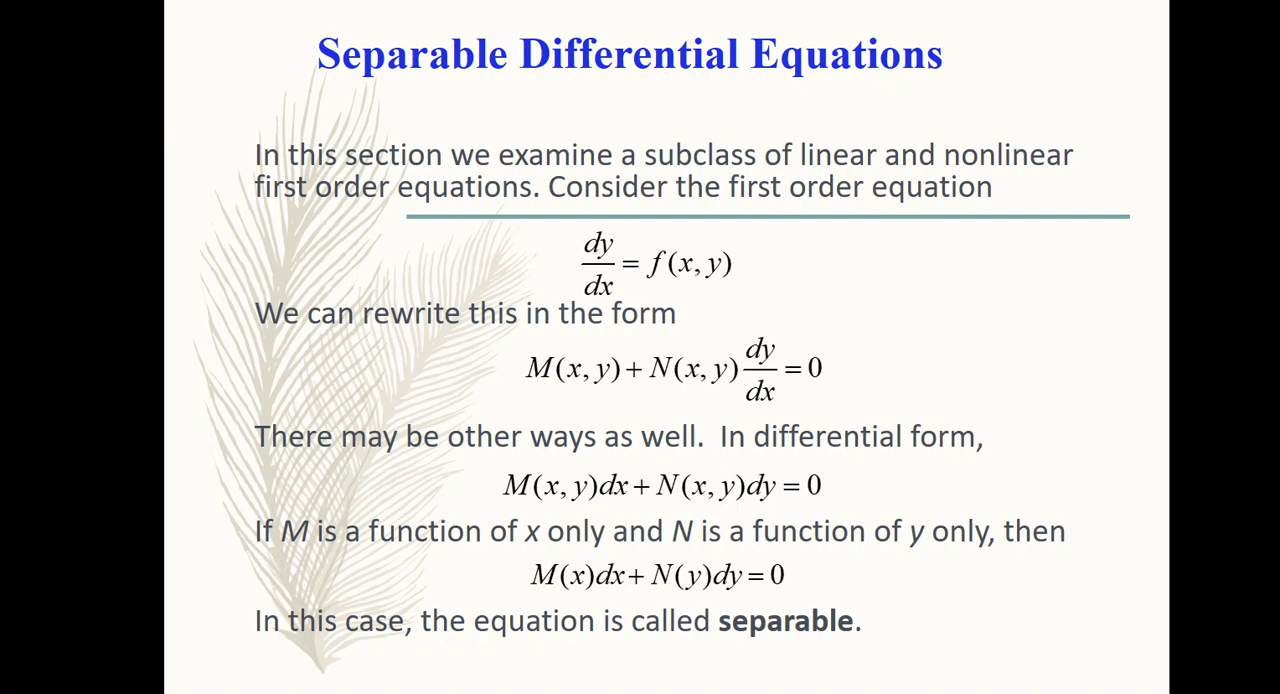 Separable Differential Equations
In this section we examine a subclass of linear and nonlinear
first order equations. Consider the first order equation
dy/dx = f(x, y)
We can rewrite this in the form
M(x, y) + N(x, y) dy/dx = 0
There may be other ways as well.  In differential form,
M(x, y)dx + N(x, y)dy = 0
If M is a function of x only and N is a function of y only, then
M(x)dx + N(y)dy = 0
In this case, the equation is called separable.